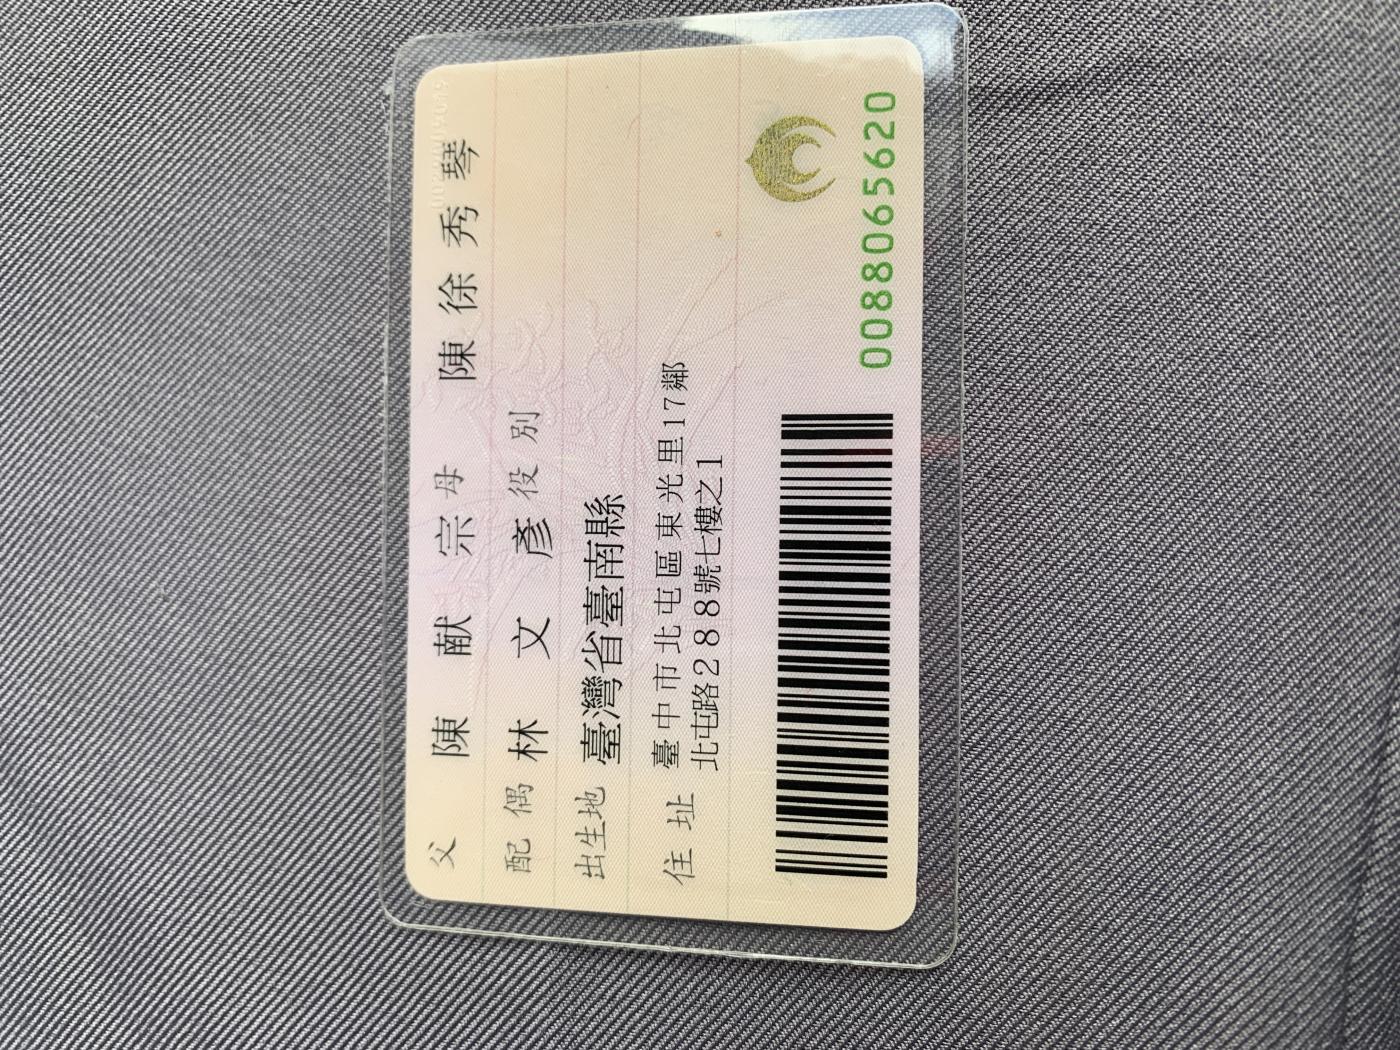 父 陳獻宗 母 陳徐秀琴
配偶 林文彥 役別
出生地 臺灣省臺南縣
住址 臺中市北屯區東光里17鄰
北屯路288號七樓之1
0088065620